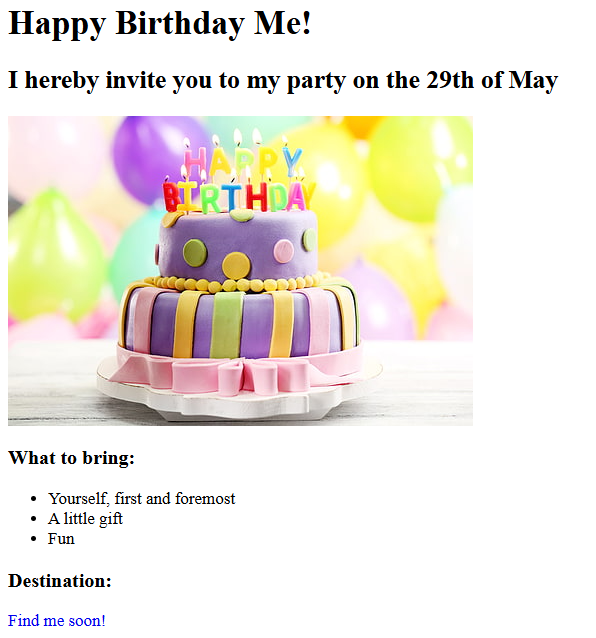 Happy Birthday Me!
I hereby invite you to my party on the 29th of May
HAPPY
BIRTHDAY
What to bring:
Yourself, first and foremost
A little gift
Fun
Destination:
Find me soon!